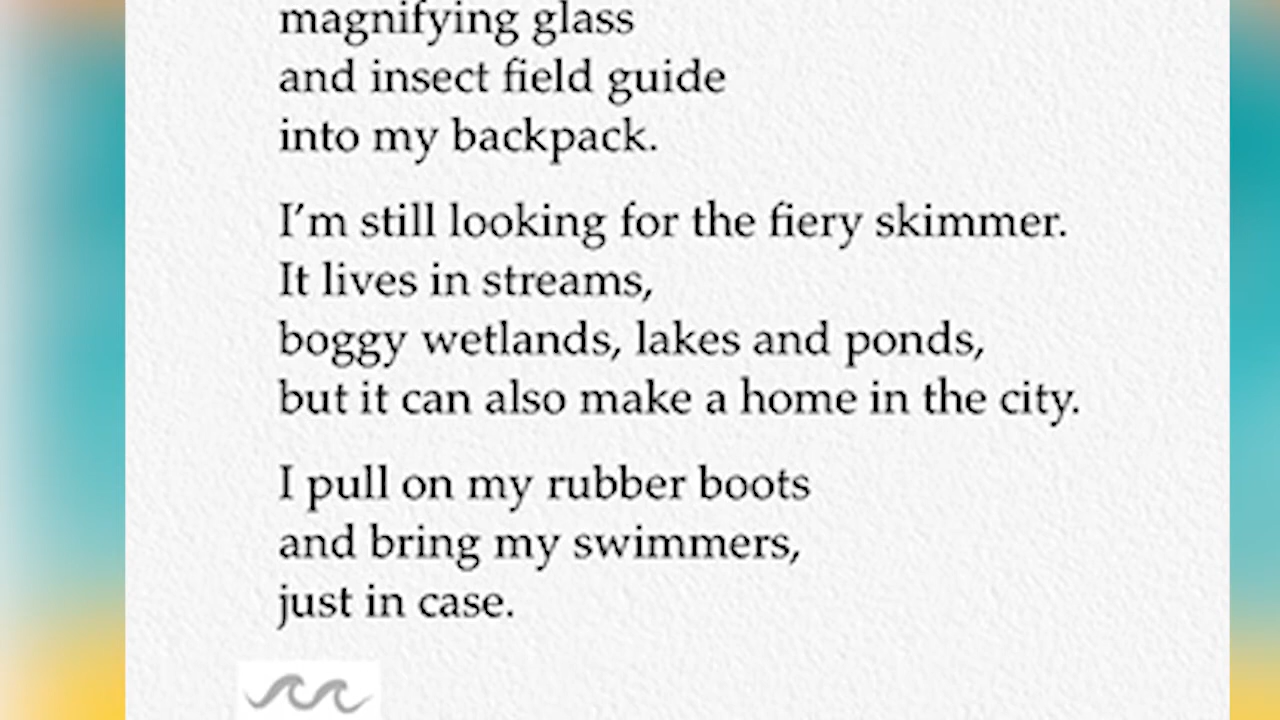 magnifying glass
and insect field guide
into my backpack.
I’m still looking for the fiery skimmer.
It lives in streams,
boggy wetlands, lakes and ponds,
but it can also make a home in the city.
I pull on my rubber boots
and bring my swimmers,
just in case.